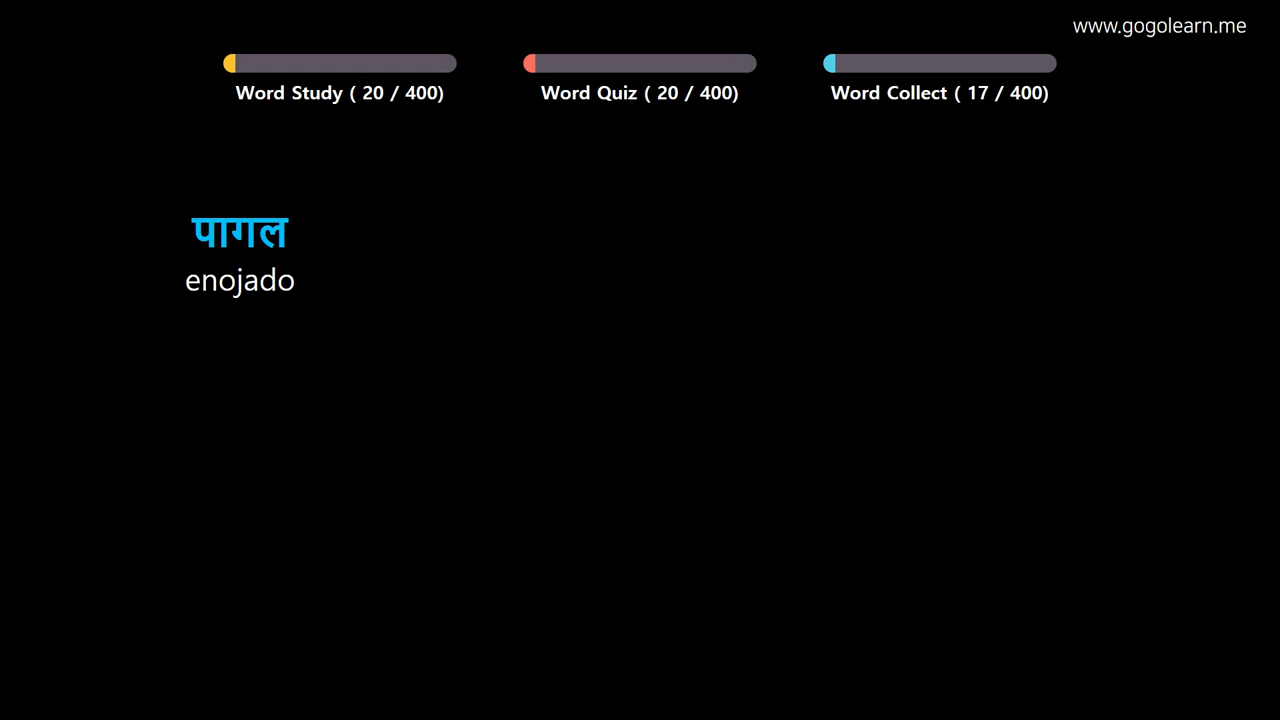 www.gogolearn.me
Word Study ( 20 / 400)
Word Quiz ( 20 / 400)
Word Collect ( 17 / 400)
पागल
enojado